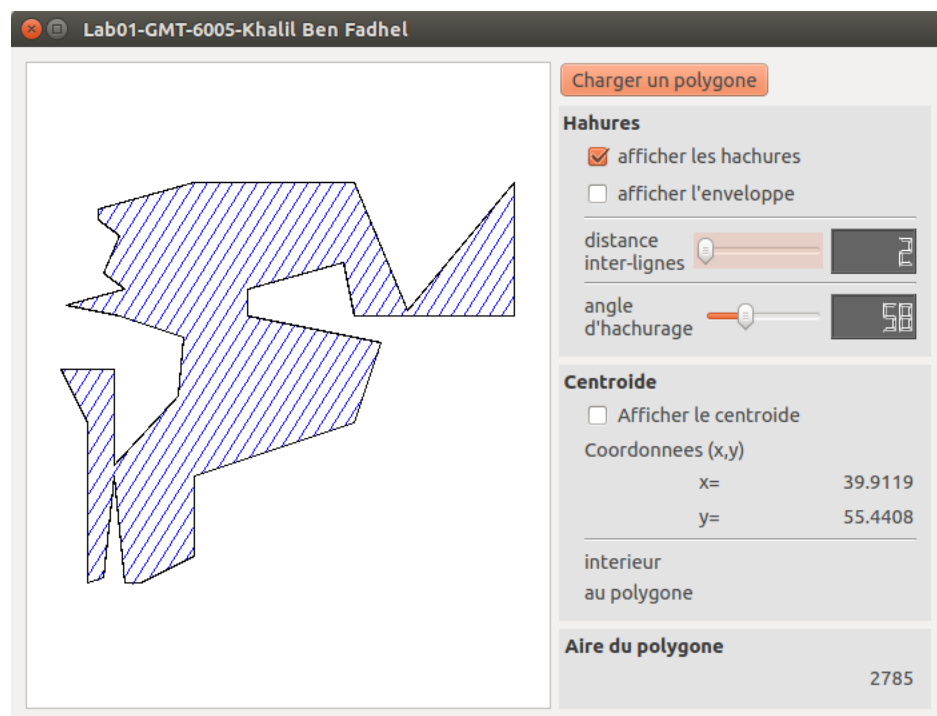 Lab01-GMT-6005-Khalil Ben Fadhel
Charger un polygone
Hahures
afficher les hachures
afficher l'enveloppe
distance
inter-lignes
2
angle
d'hachurage
58
Centroide
Afficher le centroide
Coordonnees (x,y)
x= 39.9119
y= 55.4408
interieur
au polygone
Aire du polygone
2785